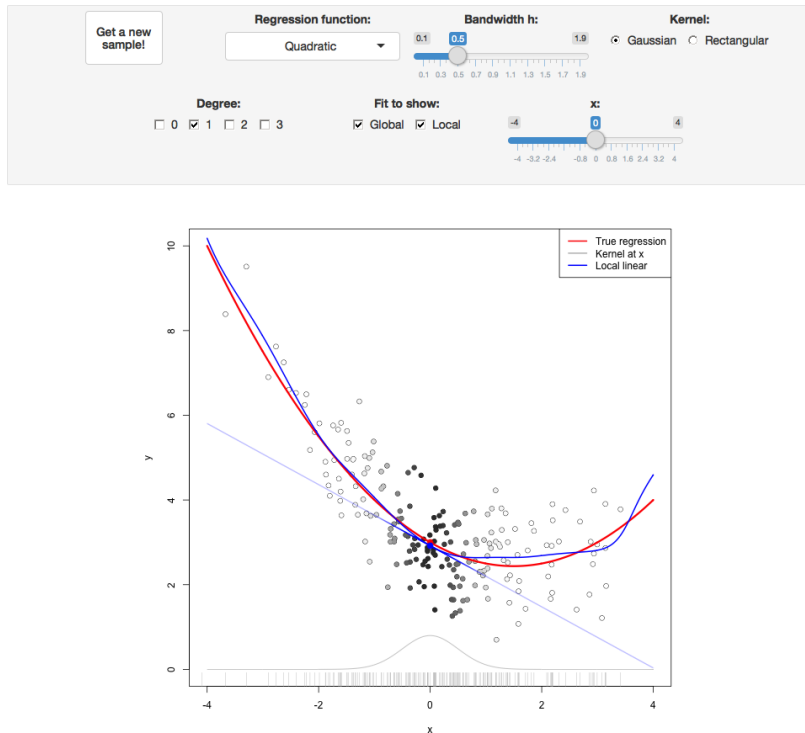 Get a new
sample!
Regression function:
Quadratic
Bandwidth h:
0.1 0.5 1.9
0.1 0.3 0.5 0.7 0.9 1.1 1.3 1.5 1.7 1.9
Kernel:
Gaussian Rectangular
Degree:
0 1 2 3
Fit to show:
Global Local
x:
-4 0 4
-4 -3.2 -2.4 -0.8 0 0.8 1.6 2.4 3.2 4
True regression
Kernel at x
Local linear
10
8
6
4
2
0
y
-4 -2 0 2 4
x